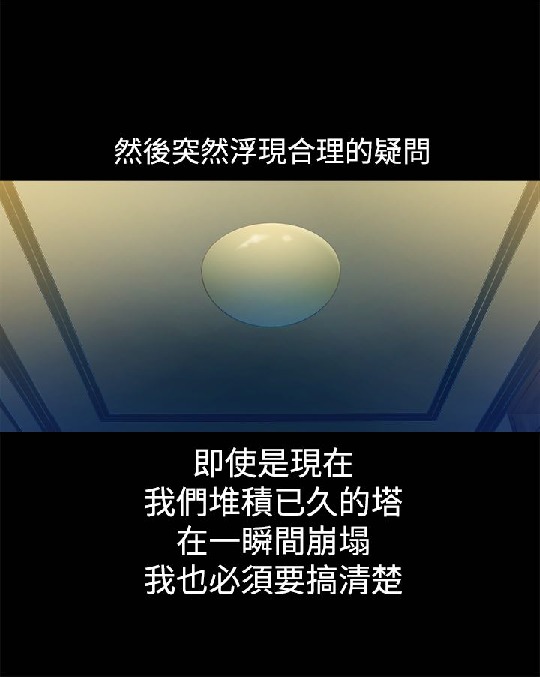 然後突然浮現合理的疑問
即使是現在
我們堆積已久的塔
在一瞬間崩塌
我也必須要搞清楚